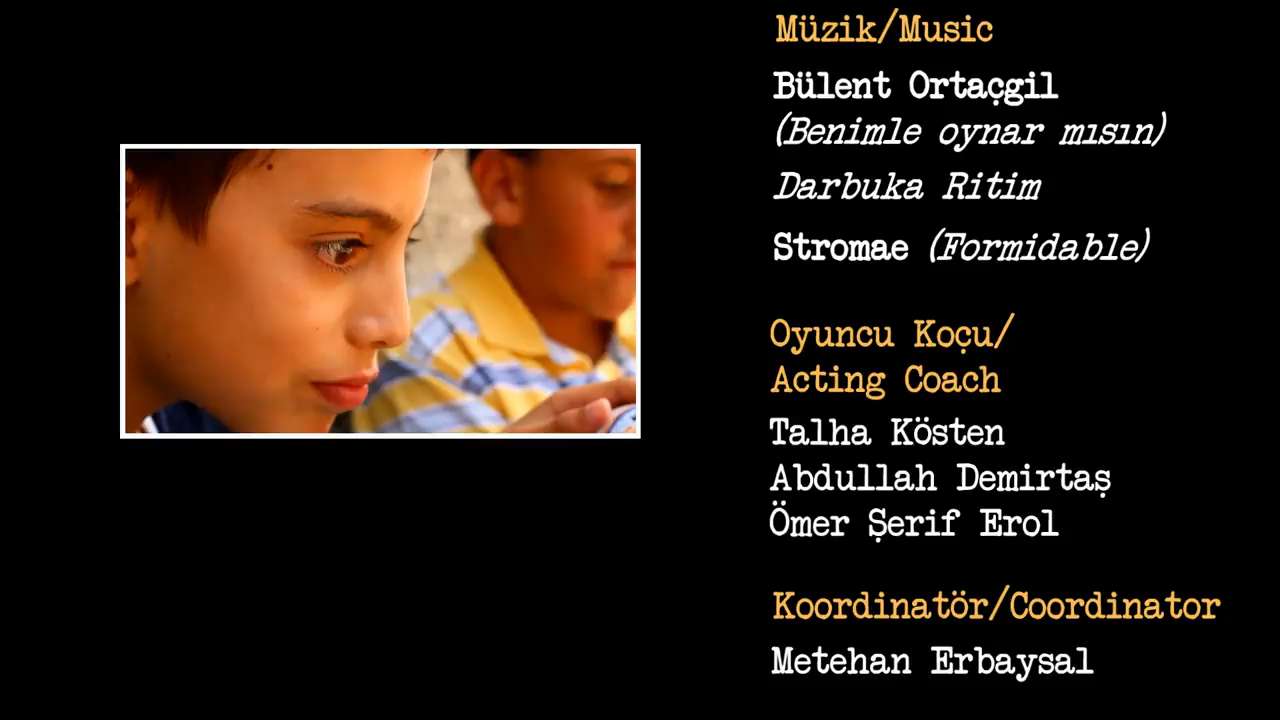 Müzik/Music
Bülent Ortaçgil
(Benimle oynar mısın)
Darbuka Ritim
Stromae (Formidable)
Oyuncu Koçu/
Acting Coach
Talha Kösten
Abdullah Demirtaş
Ömer Şerif Erol
Koordinatör/Coordinator
Metehan Erbaysal